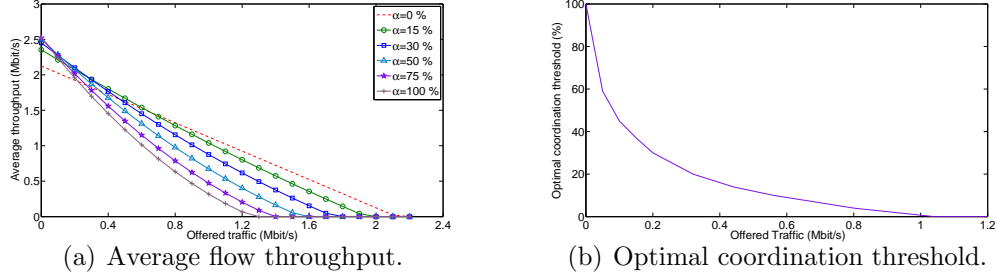 Average throughput (Mbit/s)
3
2.5
2
1.5
1
0.5
0
0 0.4 0.8 1.2 1.6 2 2.4
Offered traffic (Mbit/s)
α=0 %
α=15 %
α=30 %
α=50 %
α=75 %
α=100 %
(a) Average flow throughput.
Optimal coordination threshold (%)
100
80
60
40
20
0
0 0.2 0.4 0.6 0.8 1 1.2
Offered Traffic (Mbit/s)
(b) Optimal coordination threshold.